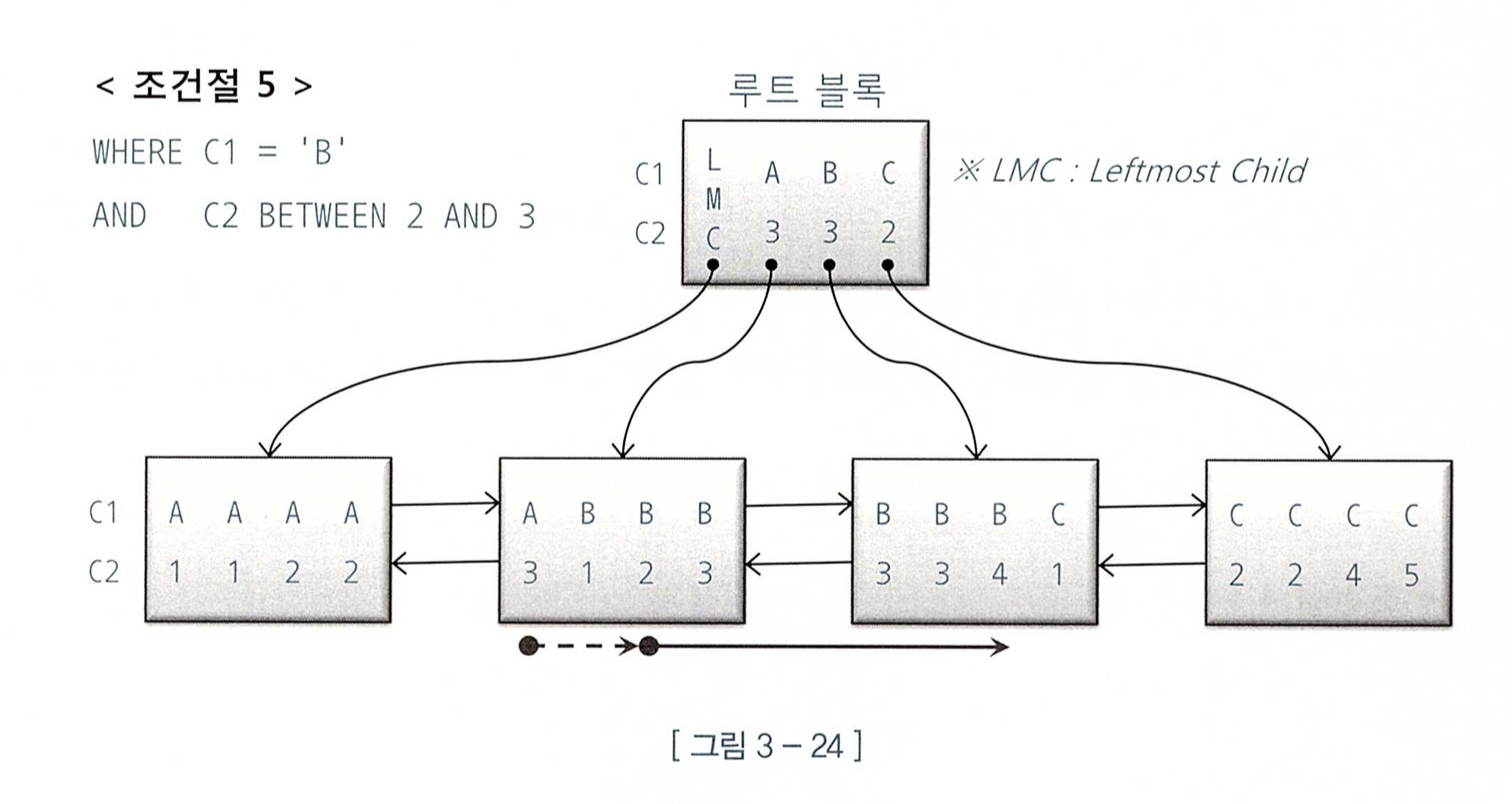 < 조건절 5 >
WHERE C1 = 'B'
AND C2 BETWEEN 2 AND 3
루트 블록
C1 LMC A B C
C2 3 3 2
※ LMC : Leftmost Child
C1 A A A A
C2 1 1 2 2
A B B B
3 1 2 3
B B B C
3 3 4 1
C C C C
2 2 4 5
[ 그림 3 – 24 ]